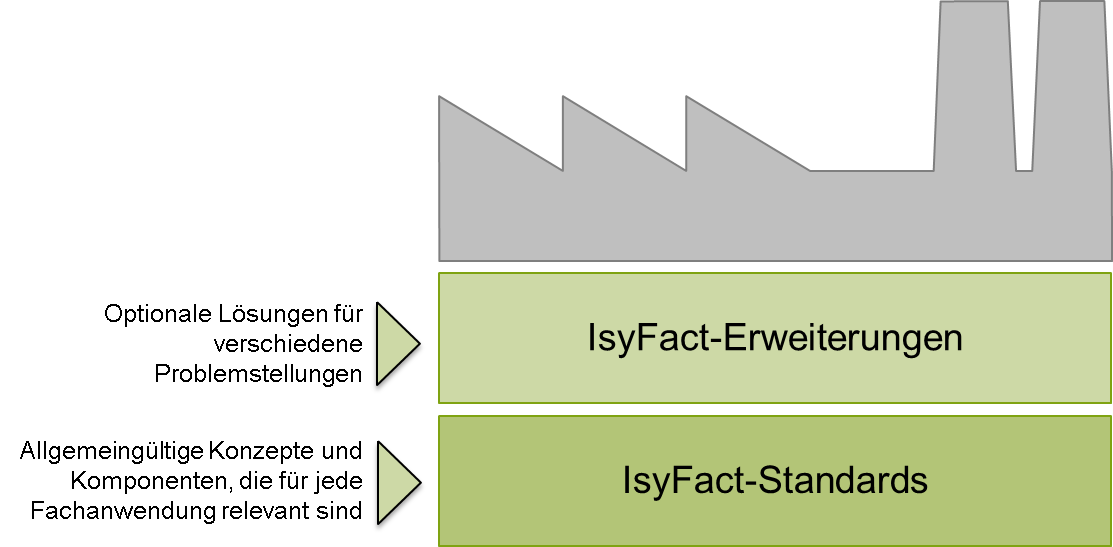 Optionale Lösungen für
verschiedene
Problemstellungen
IsyFact-Erweiterungen
Allgemeingültige Konzepte und
Komponenten, die für jede
Fachanwendung relevant sind
IsyFact-Standards